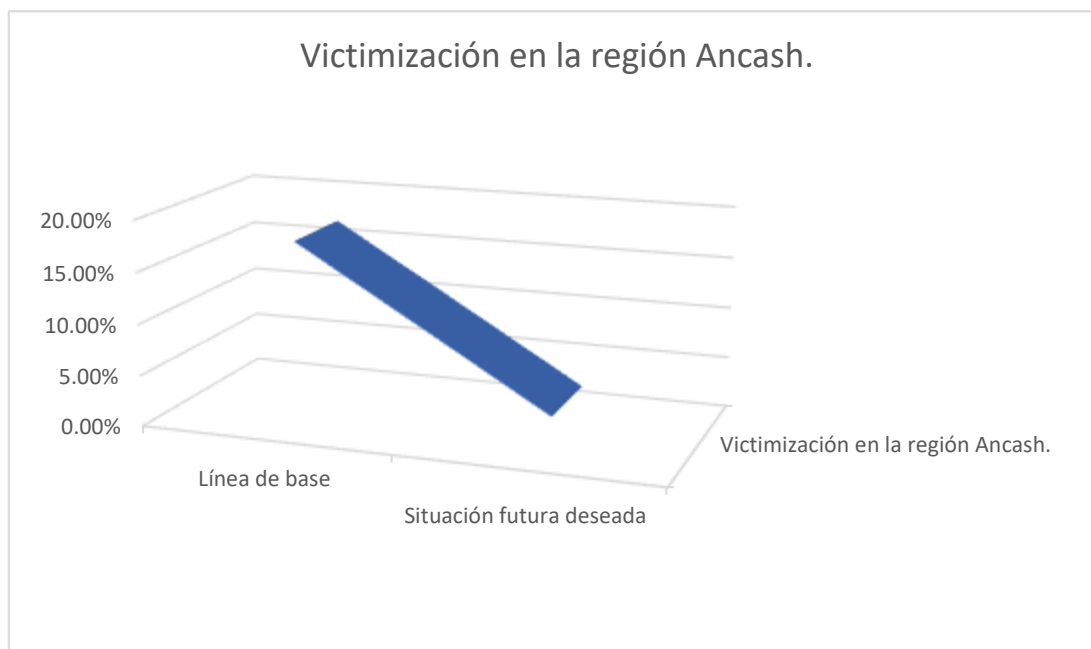 Victimización en la región Ancash.
20.00%
15.00%
10.00%
5.00%
0.00%
Línea de base
Situación futura deseada
Victimización en la región Ancash.